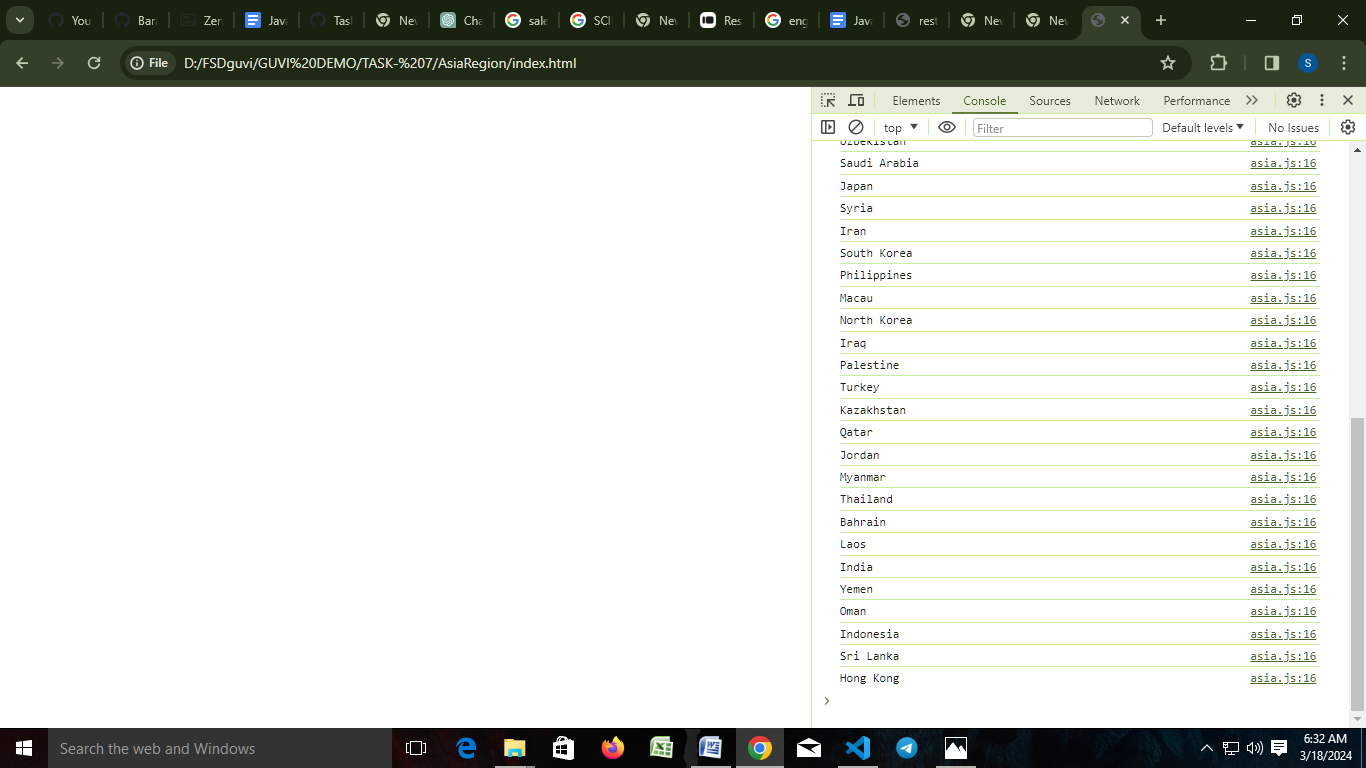 You
Bara
Zen
Java
Task
Nev
Cha
sale
SCI
Nev
Res
eng
Java
rest
Nev
Nev
File D:/FSDguvi/GUVI%20DEMO/TASK-%207/AsiaRegion/index.html S
Elements Console Sources Network Performance
top Filter Default levels No Issues
Uzbekistan asia.js:16
Saudi Arabia asia.js:16
Japan asia.js:16
Syria asia.js:16
Iran asia.js:16
South Korea asia.js:16
Philippines asia.js:16
Macau asia.js:16
North Korea asia.js:16
Iraq asia.js:16
Palestine asia.js:16
Turkey asia.js:16
Kazakhstan asia.js:16
Qatar asia.js:16
Jordan asia.js:16
Myanmar asia.js:16
Thailand asia.js:16
Bahrain asia.js:16
Laos asia.js:16
India asia.js:16
Yemen asia.js:16
Oman asia.js:16
Indonesia asia.js:16
Sri Lanka asia.js:16
Hong Kong asia.js:16
Search the web and Windows
6:32 AM
3/18/2024